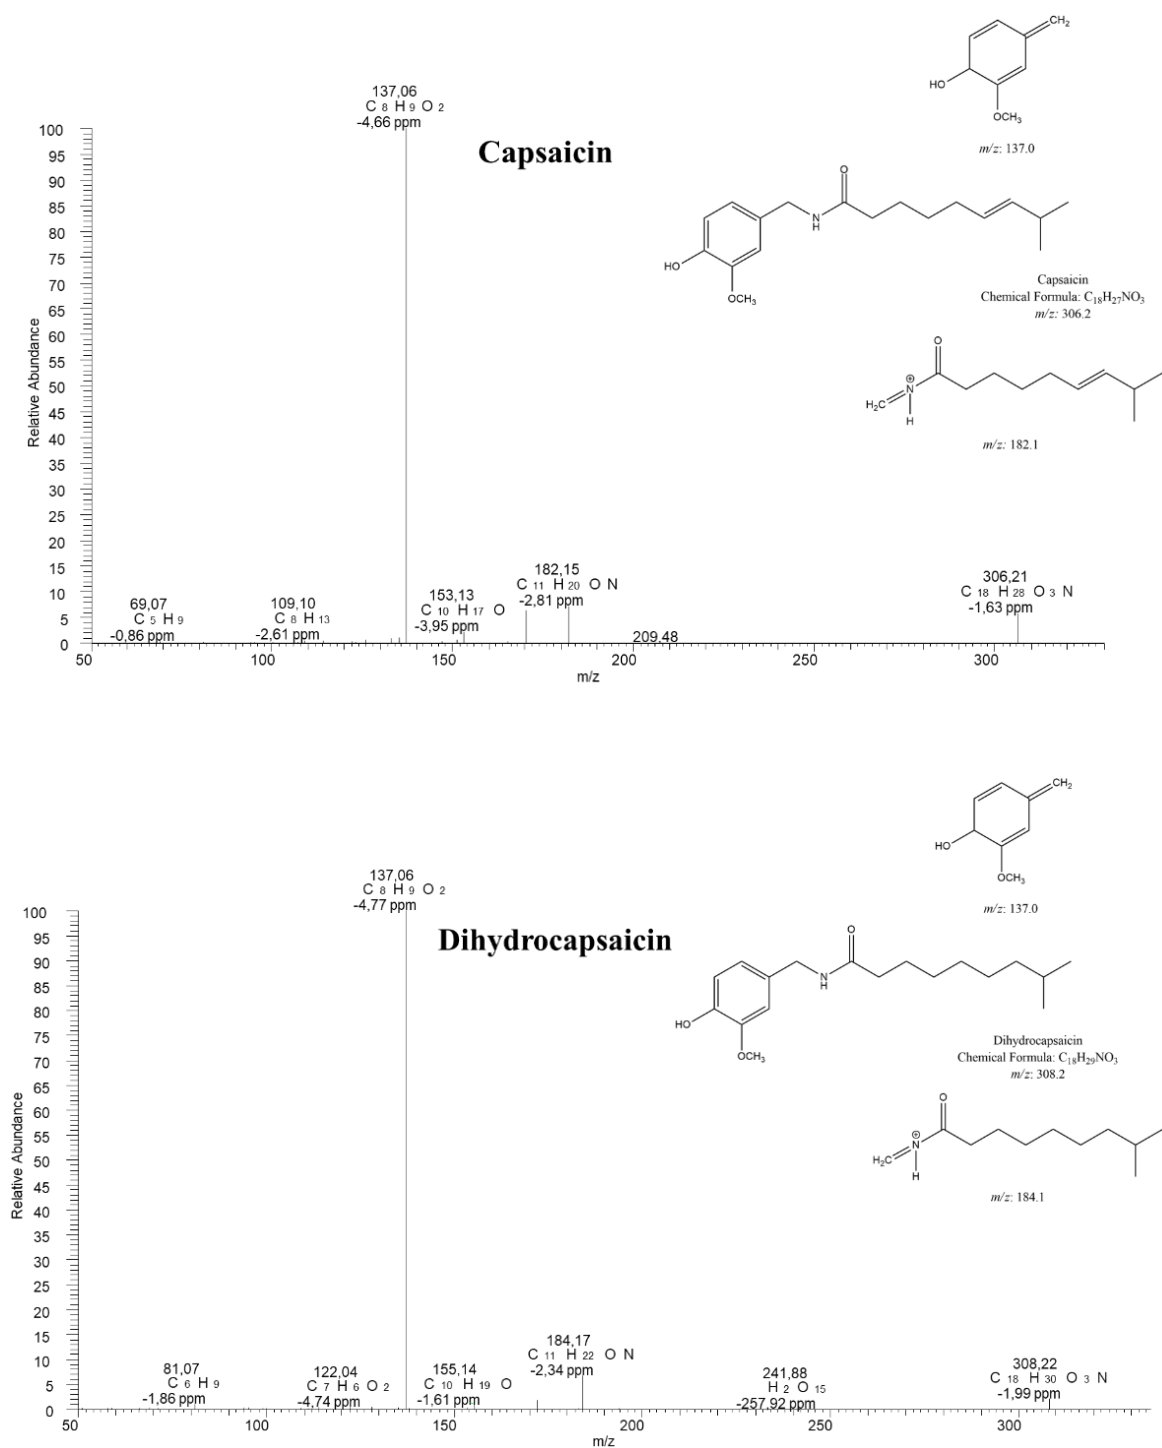 CH₂
HO
OCH₃
m/z: 137.0
137,06
C 8 H 9 O 2
-4,66 ppm
Capsaicin
O
N
H
HO
OCH₃
Capsaicin
Chemical Formula: C₁₈H₂₇NO₃
m/z: 306.2
O
⊕
H₂C
N
H
m/z: 182.1
100
95
90
85
80
75
70
65
60
55
50
45
40
35
30
25
20
15
10
5
0
Relative Abundance
69,07
C 5 H 9
-0,86 ppm
109,10
C 8 H 13
-2,61 ppm
153,13
C 10 H 17 O
-3,95 ppm
182,15
C 11 H 20 O N
-2,81 ppm
209,48
306,21
C 18 H 28 O 3 N
-1,63 ppm
50 100 150 200 250 300
m/z
CH₂
HO
OCH₃
m/z: 137.0
137,06
C 8 H 9 O 2
-4,77 ppm
Dihydrocapsaicin
O
N
H
HO
OCH₃
Dihydrocapsaicin
Chemical Formula: C₁₈H₂₉NO₃
m/z: 308.2
O
⊕
H₂C
N
H
m/z: 184.1
100
95
90
85
80
75
70
65
60
55
50
45
40
35
30
25
20
15
10
5
0
Relative Abundance
81,07
C 6 H 9
-1,86 ppm
122,04
C 7 H 6 O 2
-4,74 ppm
155,14
C 10 H 19 O
-1,61 ppm
184,17
C 11 H 22 O N
-2,34 ppm
241,88
H 2 O 15
-257,92 ppm
308,22
C 18 H 30 O 3 N
-1,99 ppm
50 100 150 200 250 300
m/z